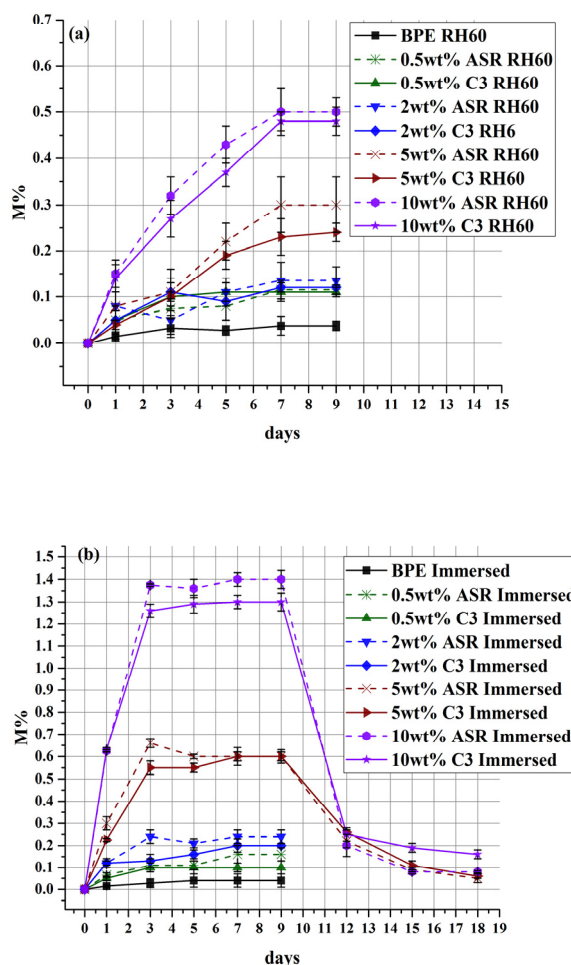 (a)
BPE RH60
0.5wt% ASR RH60
0.5wt% C3 RH60
2wt% ASR RH60
2wt% C3 RH6
5wt% ASR RH60
5wt% C3 RH60
10wt% ASR RH60
10wt% C3 RH60
M%
0.7
0.6
0.5
0.4
0.3
0.2
0.1
0.0
0 1 2 3 4 5 6 7 8 9 10 11 12 13 14 15
days
(b)
BPE Immersed
0.5wt% ASR Immersed
0.5wt% C3 Immersed
2wt% ASR Immersed
2wt% C3 Immersed
5wt% ASR Immersed
5wt% C3 Immersed
10wt% ASR Immersed
10wt% C3 Immersed
M%
1.5
1.4
1.3
1.2
1.1
1.0
0.9
0.8
0.7
0.6
0.5
0.4
0.3
0.2
0.1
0.0
0 1 2 3 4 5 6 7 8 9 10 11 12 13 14 15 16 17 18 19
days